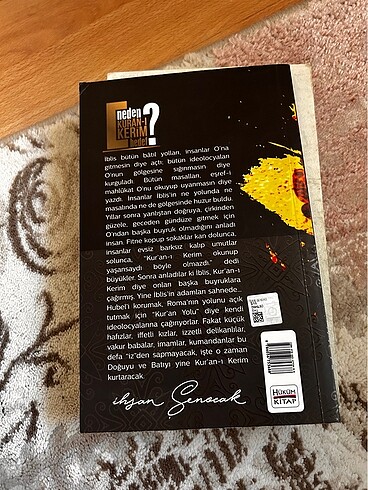 neden
KURAN-I
KERİM
hedef
?
İblis bütün bâtıl yolları, insanlar O'na
gitmesin diye açtı; bütün ideolocyaları
O'nun gölgesine sığınmasın diye
kurguladı. Bütün masalları, eşref-i
mahlûkât O'nu okuyup uyanmasın diye
yazdı. İnsanlar İblis'in ne yolunda ne
masalında ne de gölgesinde huzur buldu.
Yıllar sonra yanlıştan doğruya, çirkinden
güzele, geceden gündüze gitmek için
O'ndan başka buyruk olmadığını anladı
insan. Fitne kopup sokaklar kan dolunca,
insanlar evsiz barksız kalıp umutlar
solunca, "Kur'an-ı Kerim okunup
yaşansaydı böyle olmazdı." dedi
büyükler. Sonra anladılar ki İblis, Kur'an-ı
Kerim diye onları başka buyruklara
çağırmış. Yine İblis'in adamları sahnede...
Hubel'i korumak, Roma'nın yolunu açık
tutmak için "Kur'an Yolu" diye kendi
ideolocyalarına çağırıyorlar. Fakat küçük
hafızlar, iffetli kızlar, izzetli delikanlılar,
vakur babalar, imamlar, kumandanlar bu
defa "iz"den sapmayacak, işte o zaman
Doğuyu ve Batıyı yine Kur'an-ı Kerim
kurtaracak.
ihsan Şenocak
HÜKÜM
KİTAP